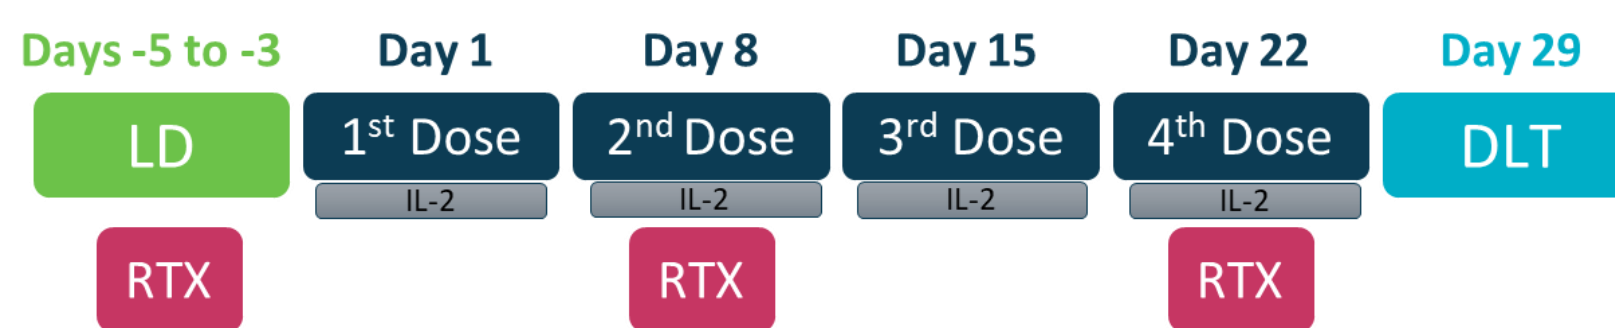 Days -5 to -3 Day 1 Day 8 Day 15 Day 22 Day 29
LD 1st Dose 2nd Dose 3rd Dose 4th Dose DLT
IL-2 IL-2 IL-2 IL-2
RTX RTX RTX